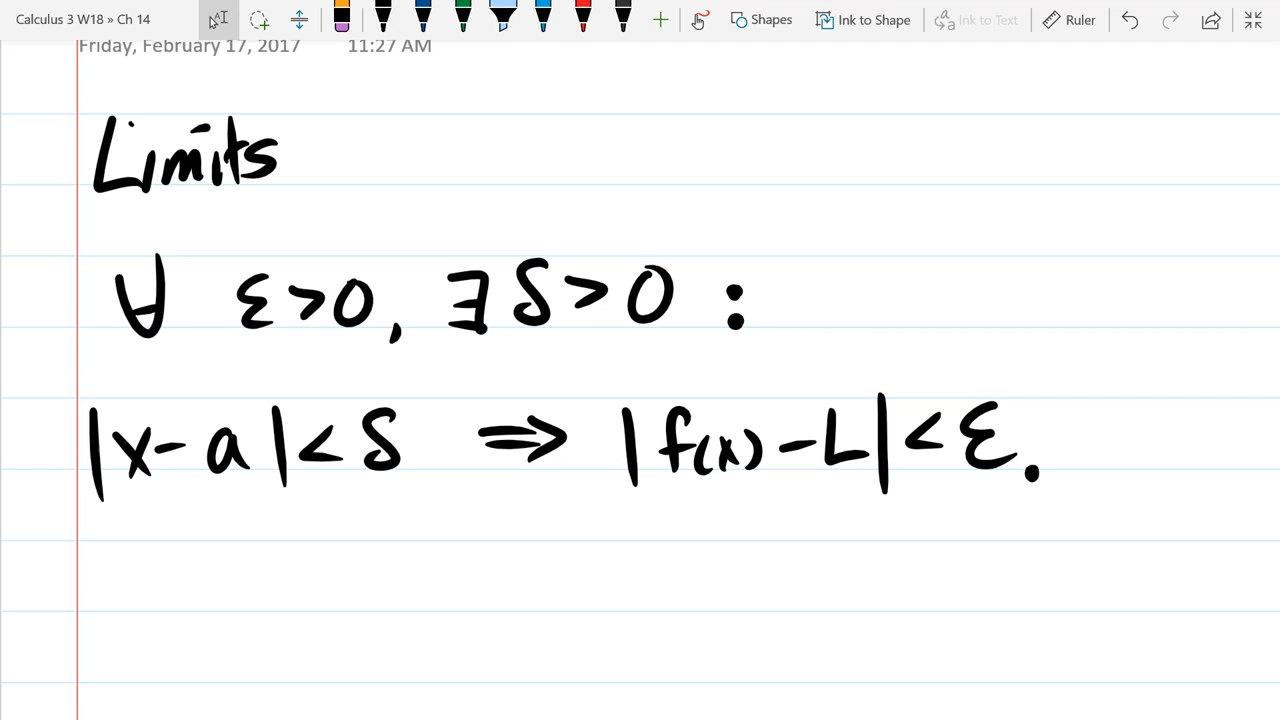 Calculus 3 W18 » Ch 14
Shapes
Ink to Shape
Ink to Text
Ruler
Friday, February 17, 2017 11:27 AM
Limits
∀ ε>0, ∃ δ>0 :
|x-a|<δ ⇒ |f(x)-L|<ε.